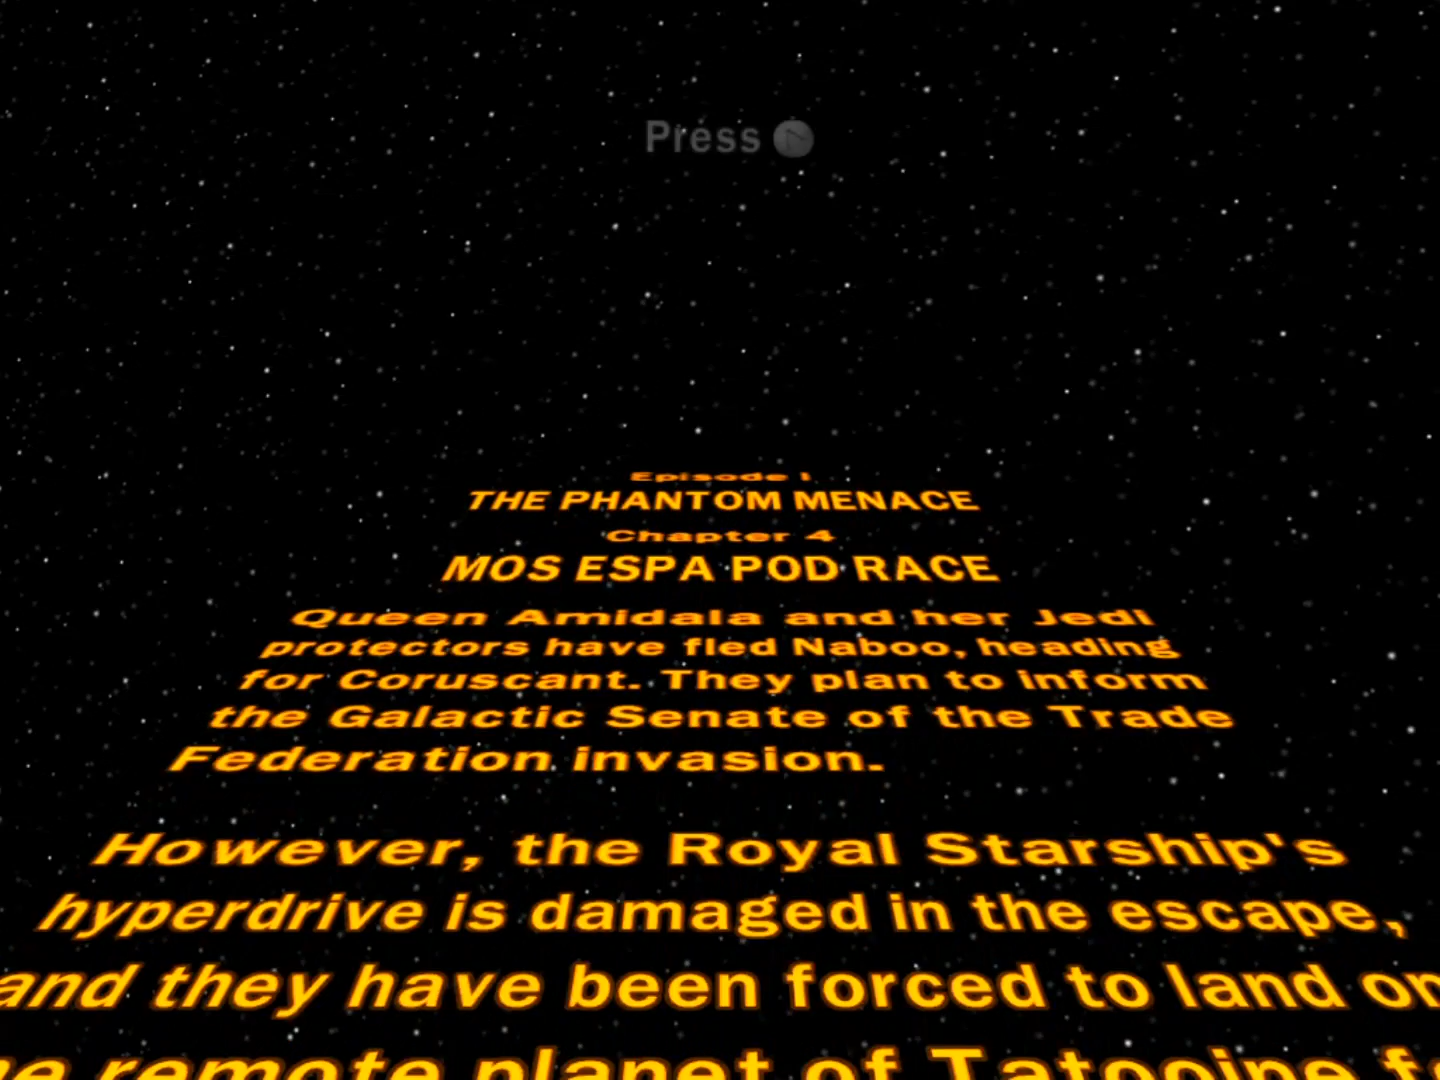 Press
Episode I
THE PHANTOM MENACE
Chapter 4
MOS ESPA POD RACE
Queen Amidala and her Jedi
protectors have fled Naboo, heading
for Coruscant. They plan to inform
the Galactic Senate of the Trade
Federation invasion.
However, the Royal Starship's
hyperdrive is damaged in the escape,
and they have been forced to land on
remote planet of Tatooine